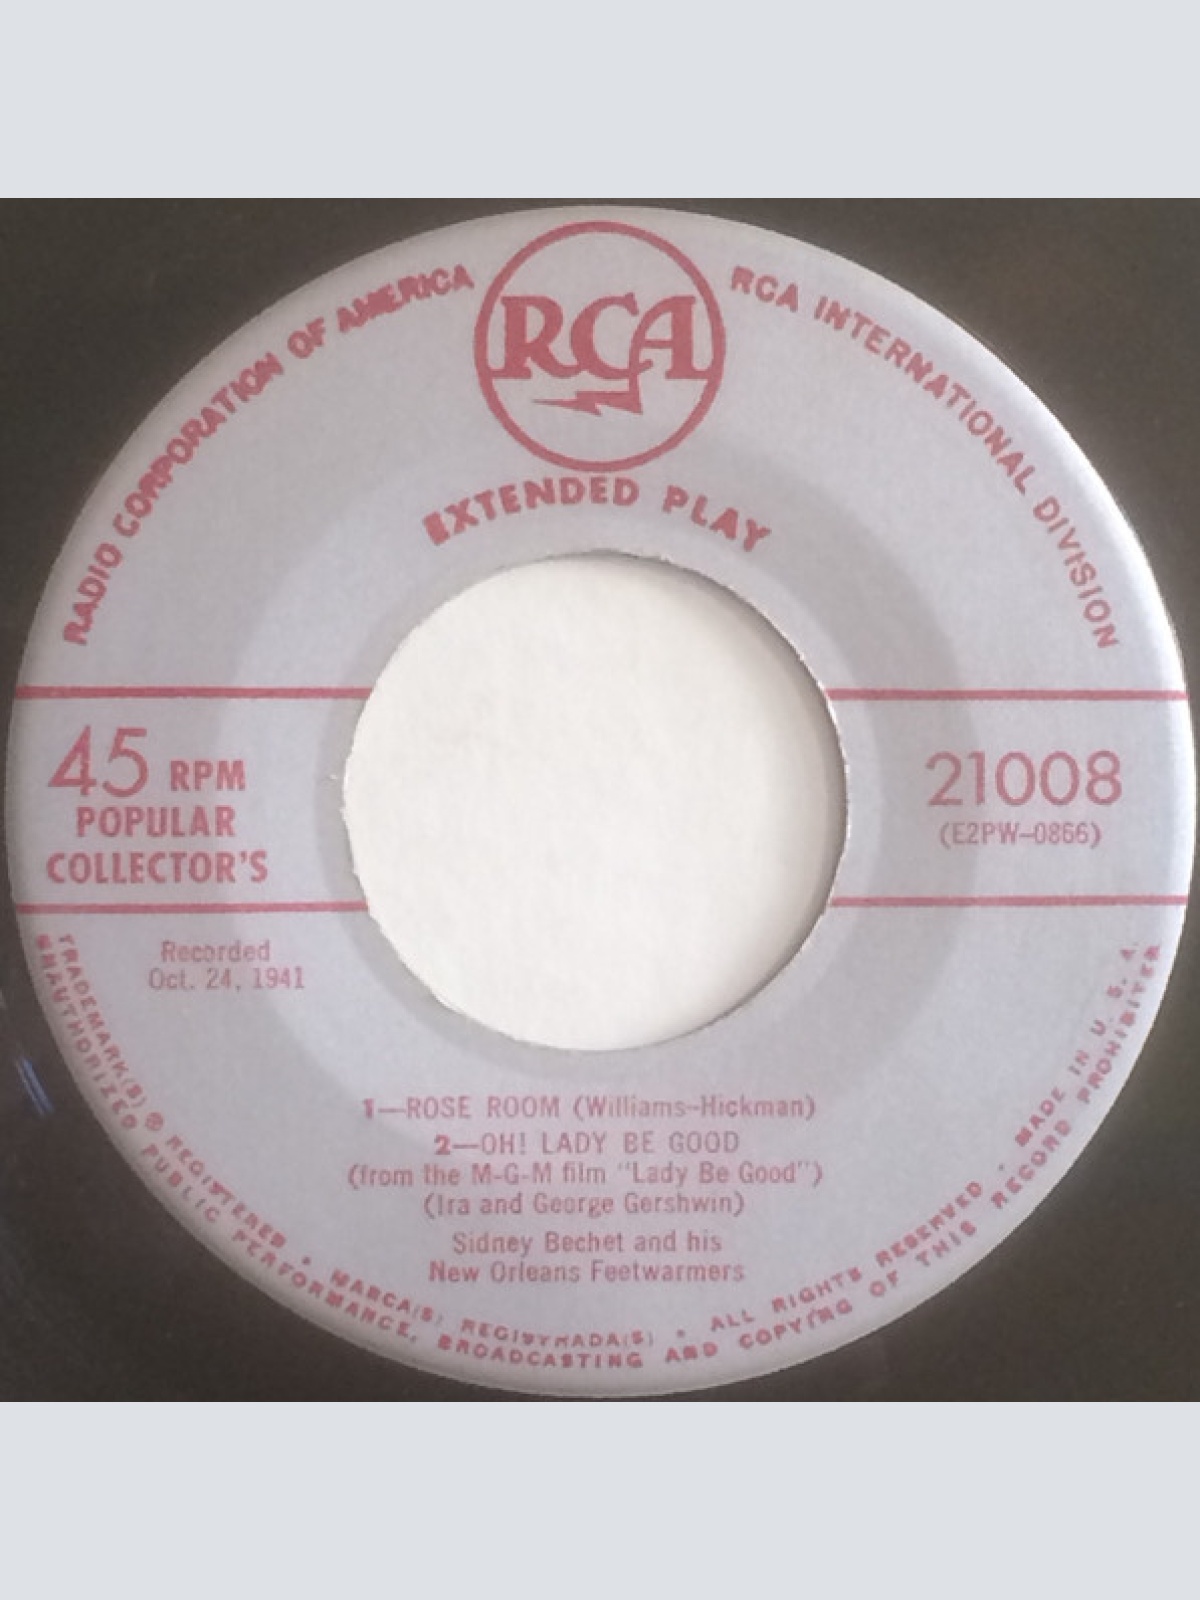 RADIO CORPORATION OF AMERICA
RCA
RCA INTERNATIONAL DIVISION
EXTENDED PLAY
45 RPM
POPULAR
COLLECTOR'S
21008
(E2PW-0866)
Recorded
Oct. 24, 1941
1—ROSE ROOM (Williams-Hickman)
2—OH! LADY BE GOOD
(from the M-G-M film "Lady Be Good")
(Ira and George Gershwin)
Sidney Bechet and his
New Orleans Feetwarmers
TRADEMARK(S) ® REGISTERED • MARCA(S) REGISTRADA(S) • ALL RIGHTS RESERVED • MADE IN U. S. A.
UNAUTHORIZED PUBLIC PERFORMANCE, BROADCASTING AND COPYING OF THIS RECORD PROHIBITED